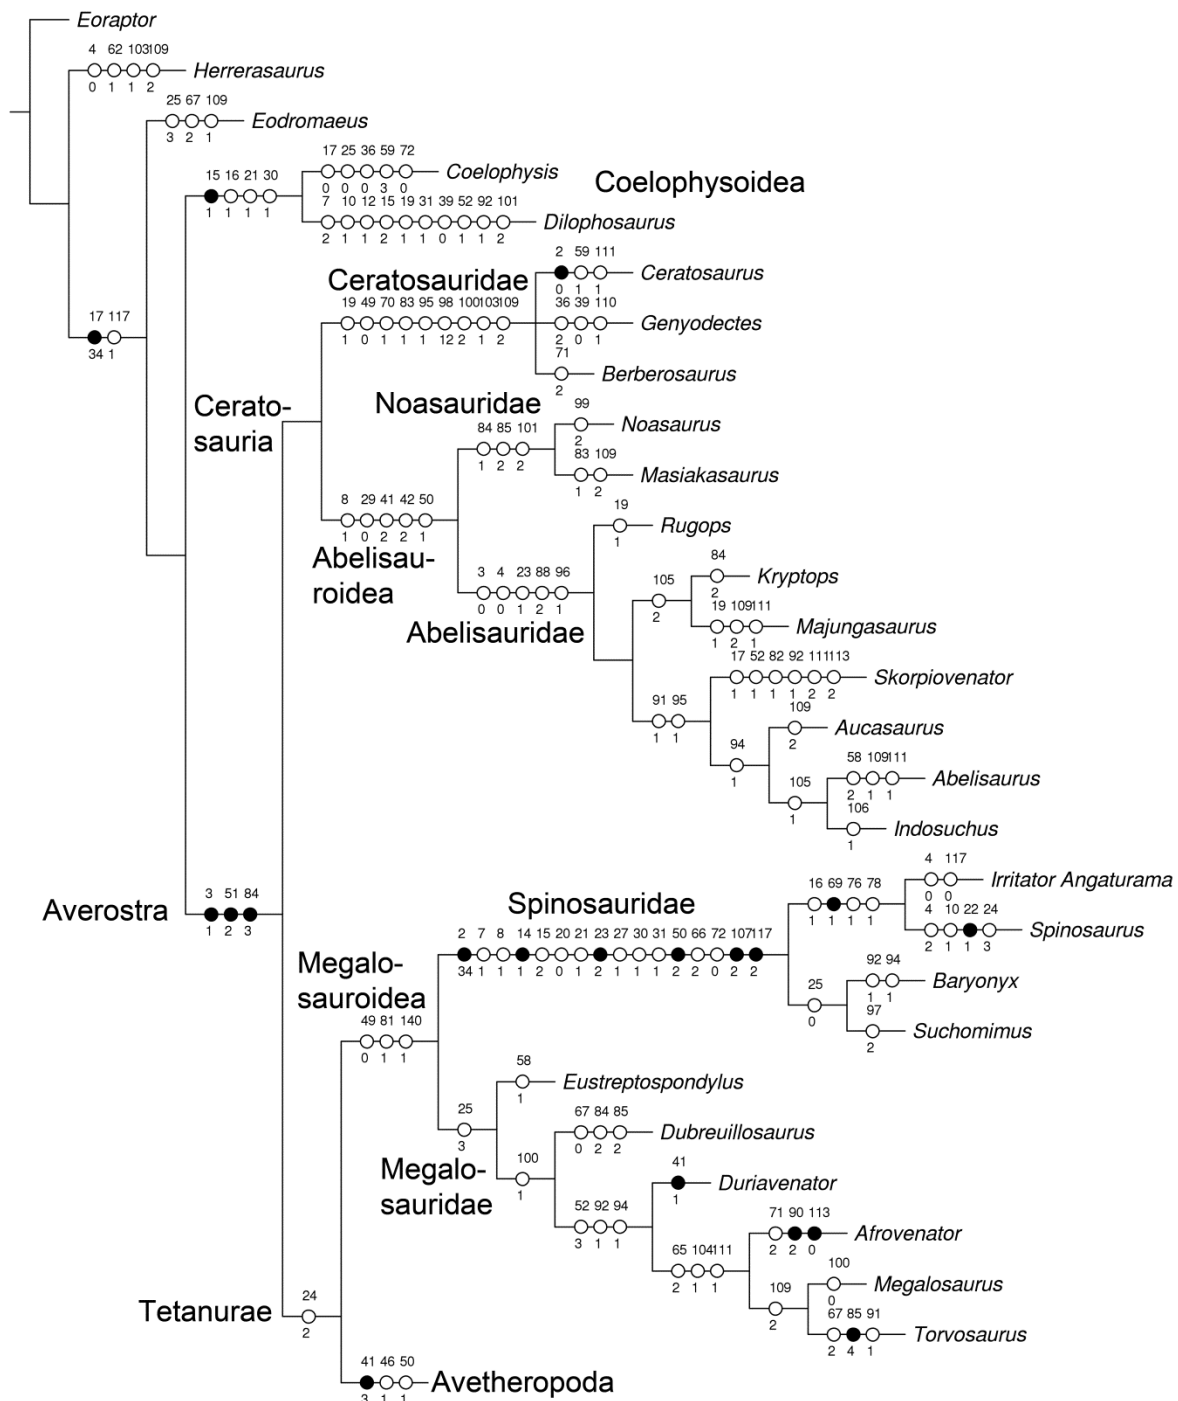 Eoraptor
4 62 103109
Herrerasaurus
0 1 1 2
25 67 109
Eodromaeus
3 2 1
17 25 36 59 72
Coelophysis
0 0 0 3 0
Coelophysoidea
15 16 21 30
1 1 1 1
7 10 12 15 19 31 39 52 92 101
Dilophosaurus
2 1 1 2 1 1 0 1 1 2
2 59 111
Ceratosaurus
0 1 1
Ceratosauridae
19 49 70 83 95 98 100103109
1 0 1 1 1 12 2 1 2
36 39 110
Genyodectes
2 0 1
17 117
34 1
71
Berberosaurus
2
Cerato-
sauria
Noasauridae
99
Noasaurus
2
84 85 101
1 2 2
83 109
Masiakasaurus
1 2
8 29 41 42 50
1 0 2 2 1
Abelisau-
roidea
19
Rugops
1
3 4 23 88 96
0 0 1 2 1
Abelisauridae
84
Kryptops
2
105
2
19 109111
Majungasaurus
1 2 1
17 52 82 92 111113
Skorpiovenator
1 1 1 1 2 2
91 95
1 1
109
Aucasaurus
2
94
1
58 109111
Abelisaurus
2 1 1
105
1
106
Indosuchus
1
3 51 84
Averostra
1 2 3
4 117
Irritator Angaturama
0 0
16 69 76 78
1 1 1 1
4 10 22 24
Spinosaurus
2 1 1 3
Spinosauridae
2 7 8 14 15 20 21 23 27 30 31 50 66 72 107117
34 1 1 1 2 0 1 2 1 1 1 2 2 0 2 2
Megalo-
sauroidea
92 94
Baryonyx
1 1
25
0
97
Suchomimus
2
49 81 140
0 1 1
58
Eustreptospondylus
1
25
3
67 84 85
Dubreuillosaurus
0 2 2
Megalo-
sauridae
100
1
41
Duriavenator
1
52 92 94
3 1 1
71 90 113
Afrovenator
2 2 0
65 104111
2 1 1
100
Megalosaurus
0
109
2
67 85 91
Torvosaurus
2 4 1
24
Tetanurae
2
41 46 50
Avetheropoda
3 1 1